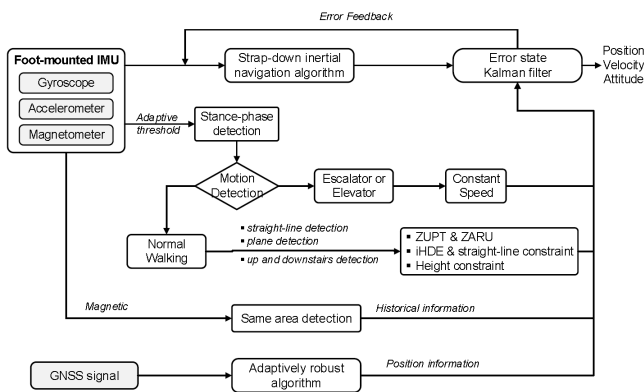 Error Feedback
Foot-mounted IMU
Gyroscope
Accelerometer
Magnetometer
Strap-down inertial
navigation algorithm
Error state
Kalman filter
Position
Velocity
Attitude
Adaptive
threshold
Stance-phase
detection
Motion
Detection
Escalator or
Elevator
Constant
Speed
Normal
Walking
▪ straight-line detection
▪ plane detection
▪ up and downstairs detection
▪ ZUPT & ZARU
▪ iHDE & straight-line constraint
▪ Height constraint
Magnetic
Same area detection
Historical information
GNSS signal
Adaptively robust
algorithm
Position information